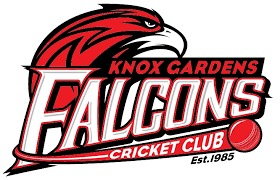 KNOX GARDENS
FALCONS
CRICKET CLUB
Est.1985